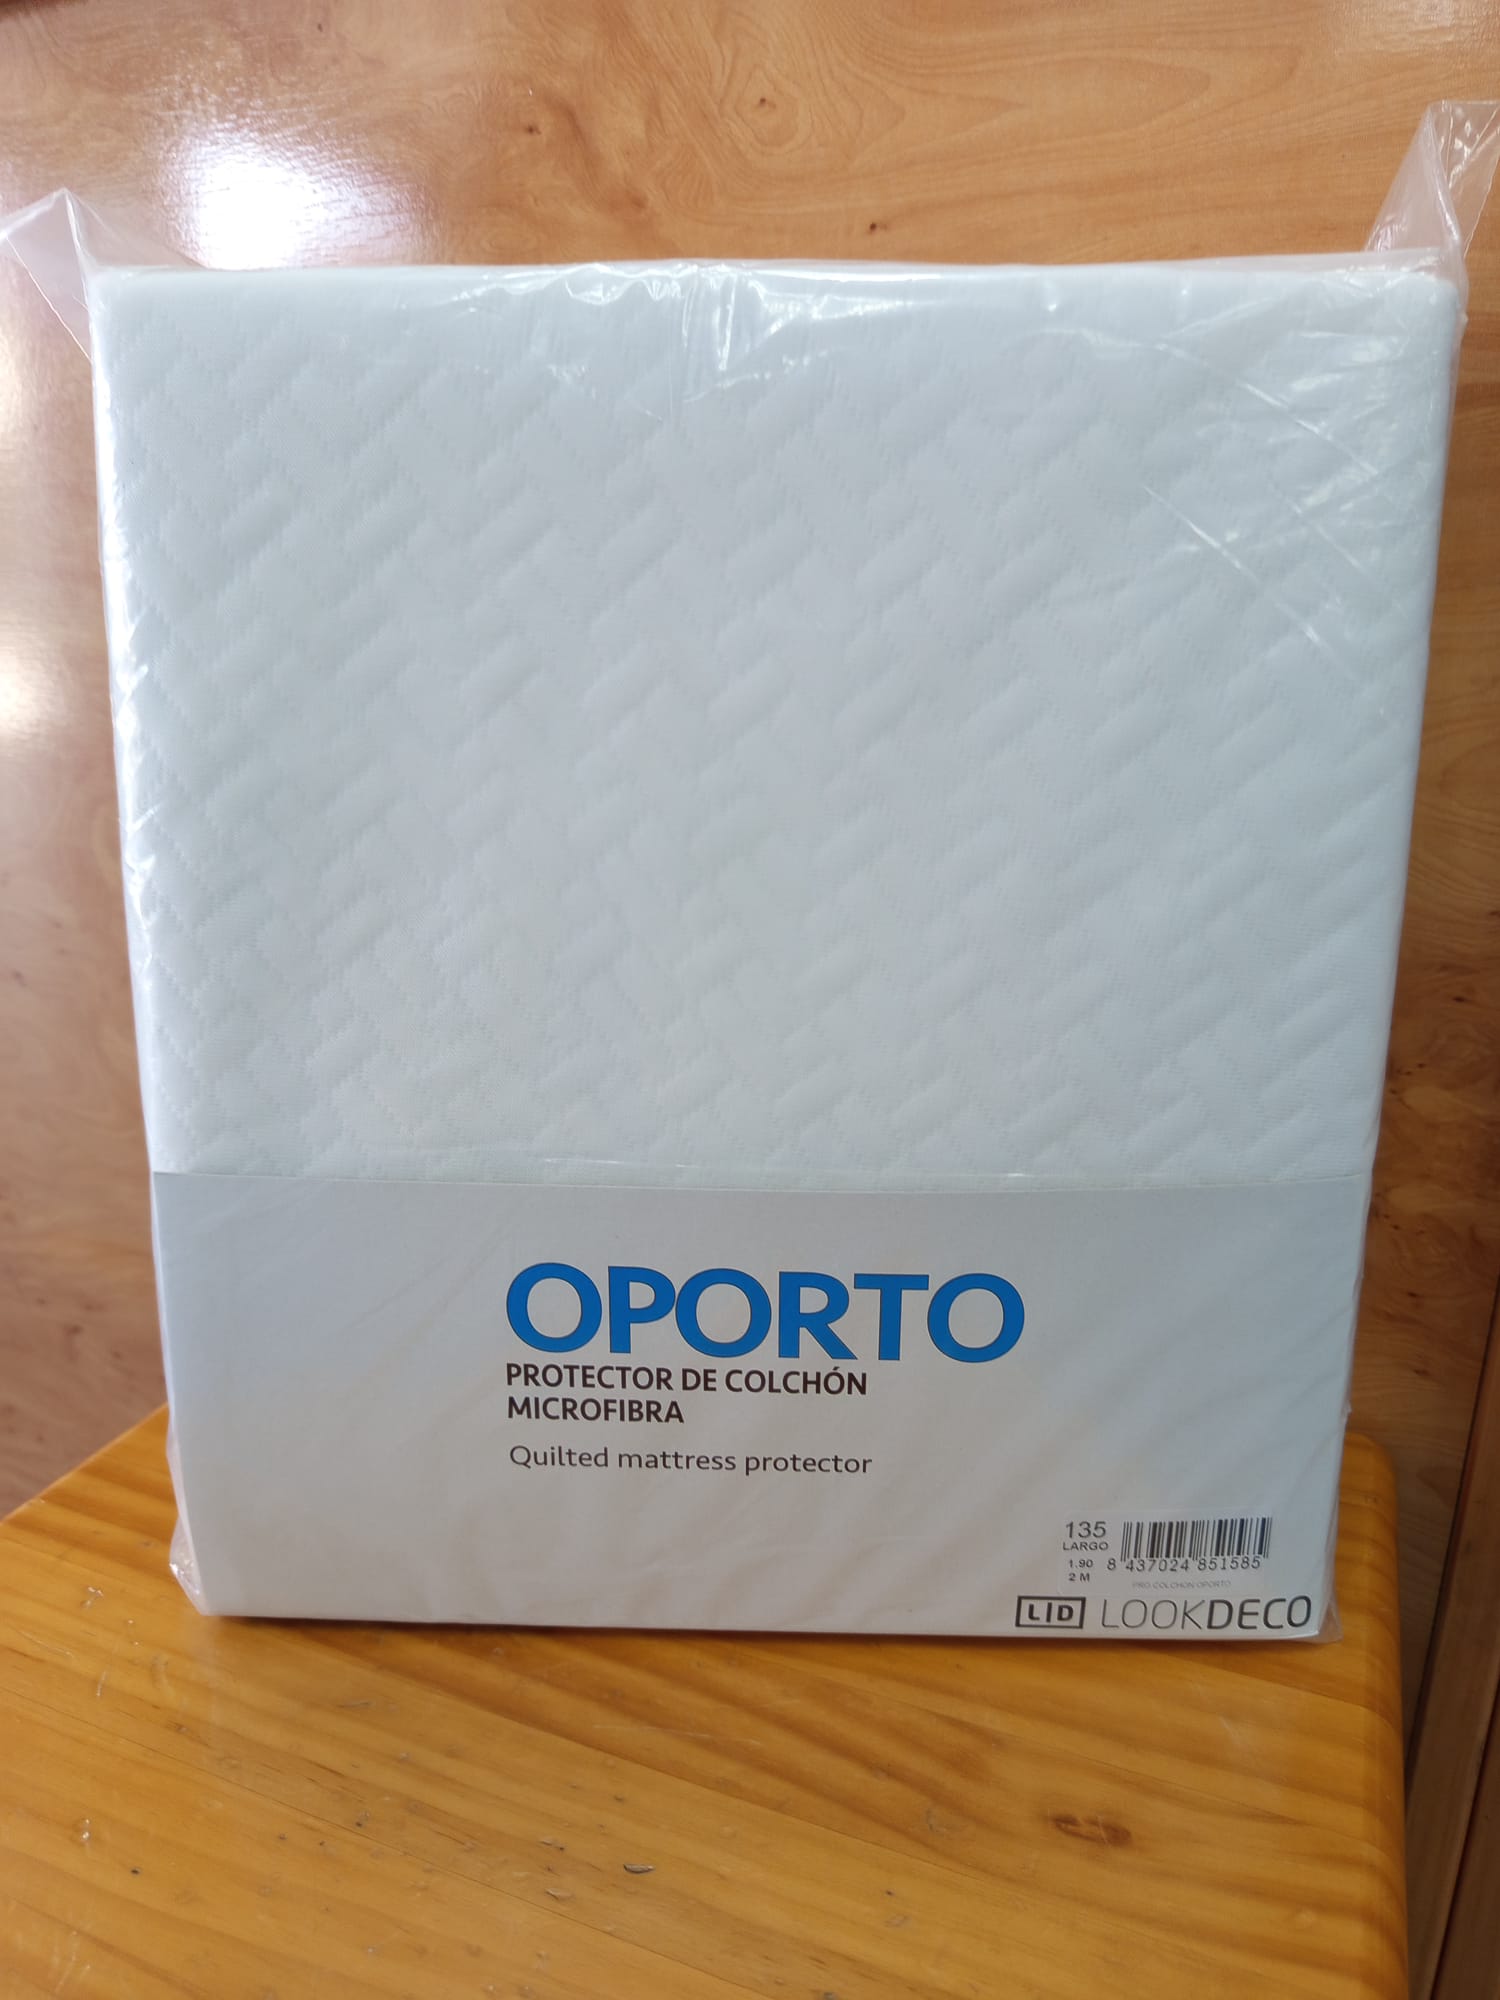 OPORTO
PROTECTOR DE COLCHÓN
MICROFIBRA
Quilted mattress protector
135
LARGO
1.90
2 M
8 437024 851585
PRO.COLCHON OPORTO
LID LOOKDECO